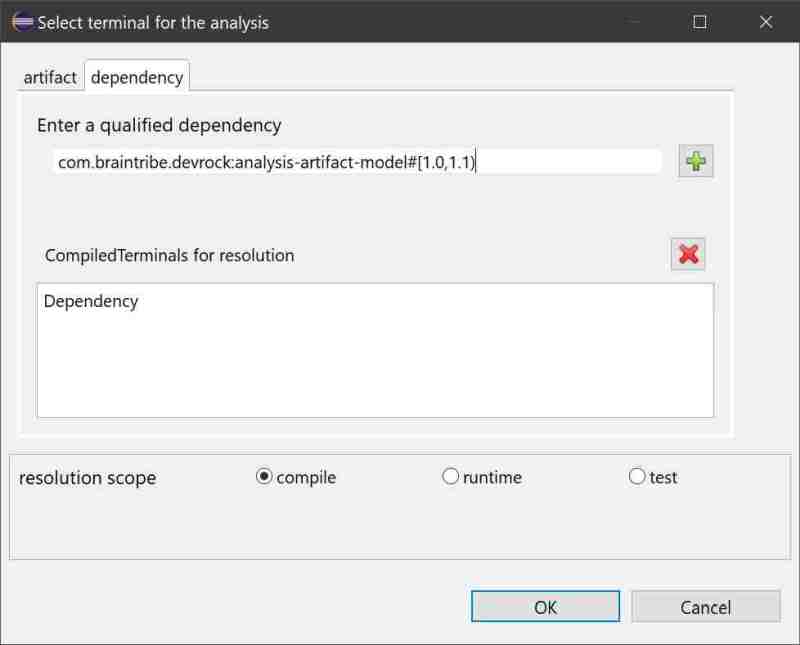 Select terminal for the analysis
artifact dependency
Enter a qualified dependency
com.braintribe.devrock:analysis-artifact-model#[1.0,1.1)
CompiledTerminals for resolution
Dependency
resolution scope compile runtime test
OK Cancel